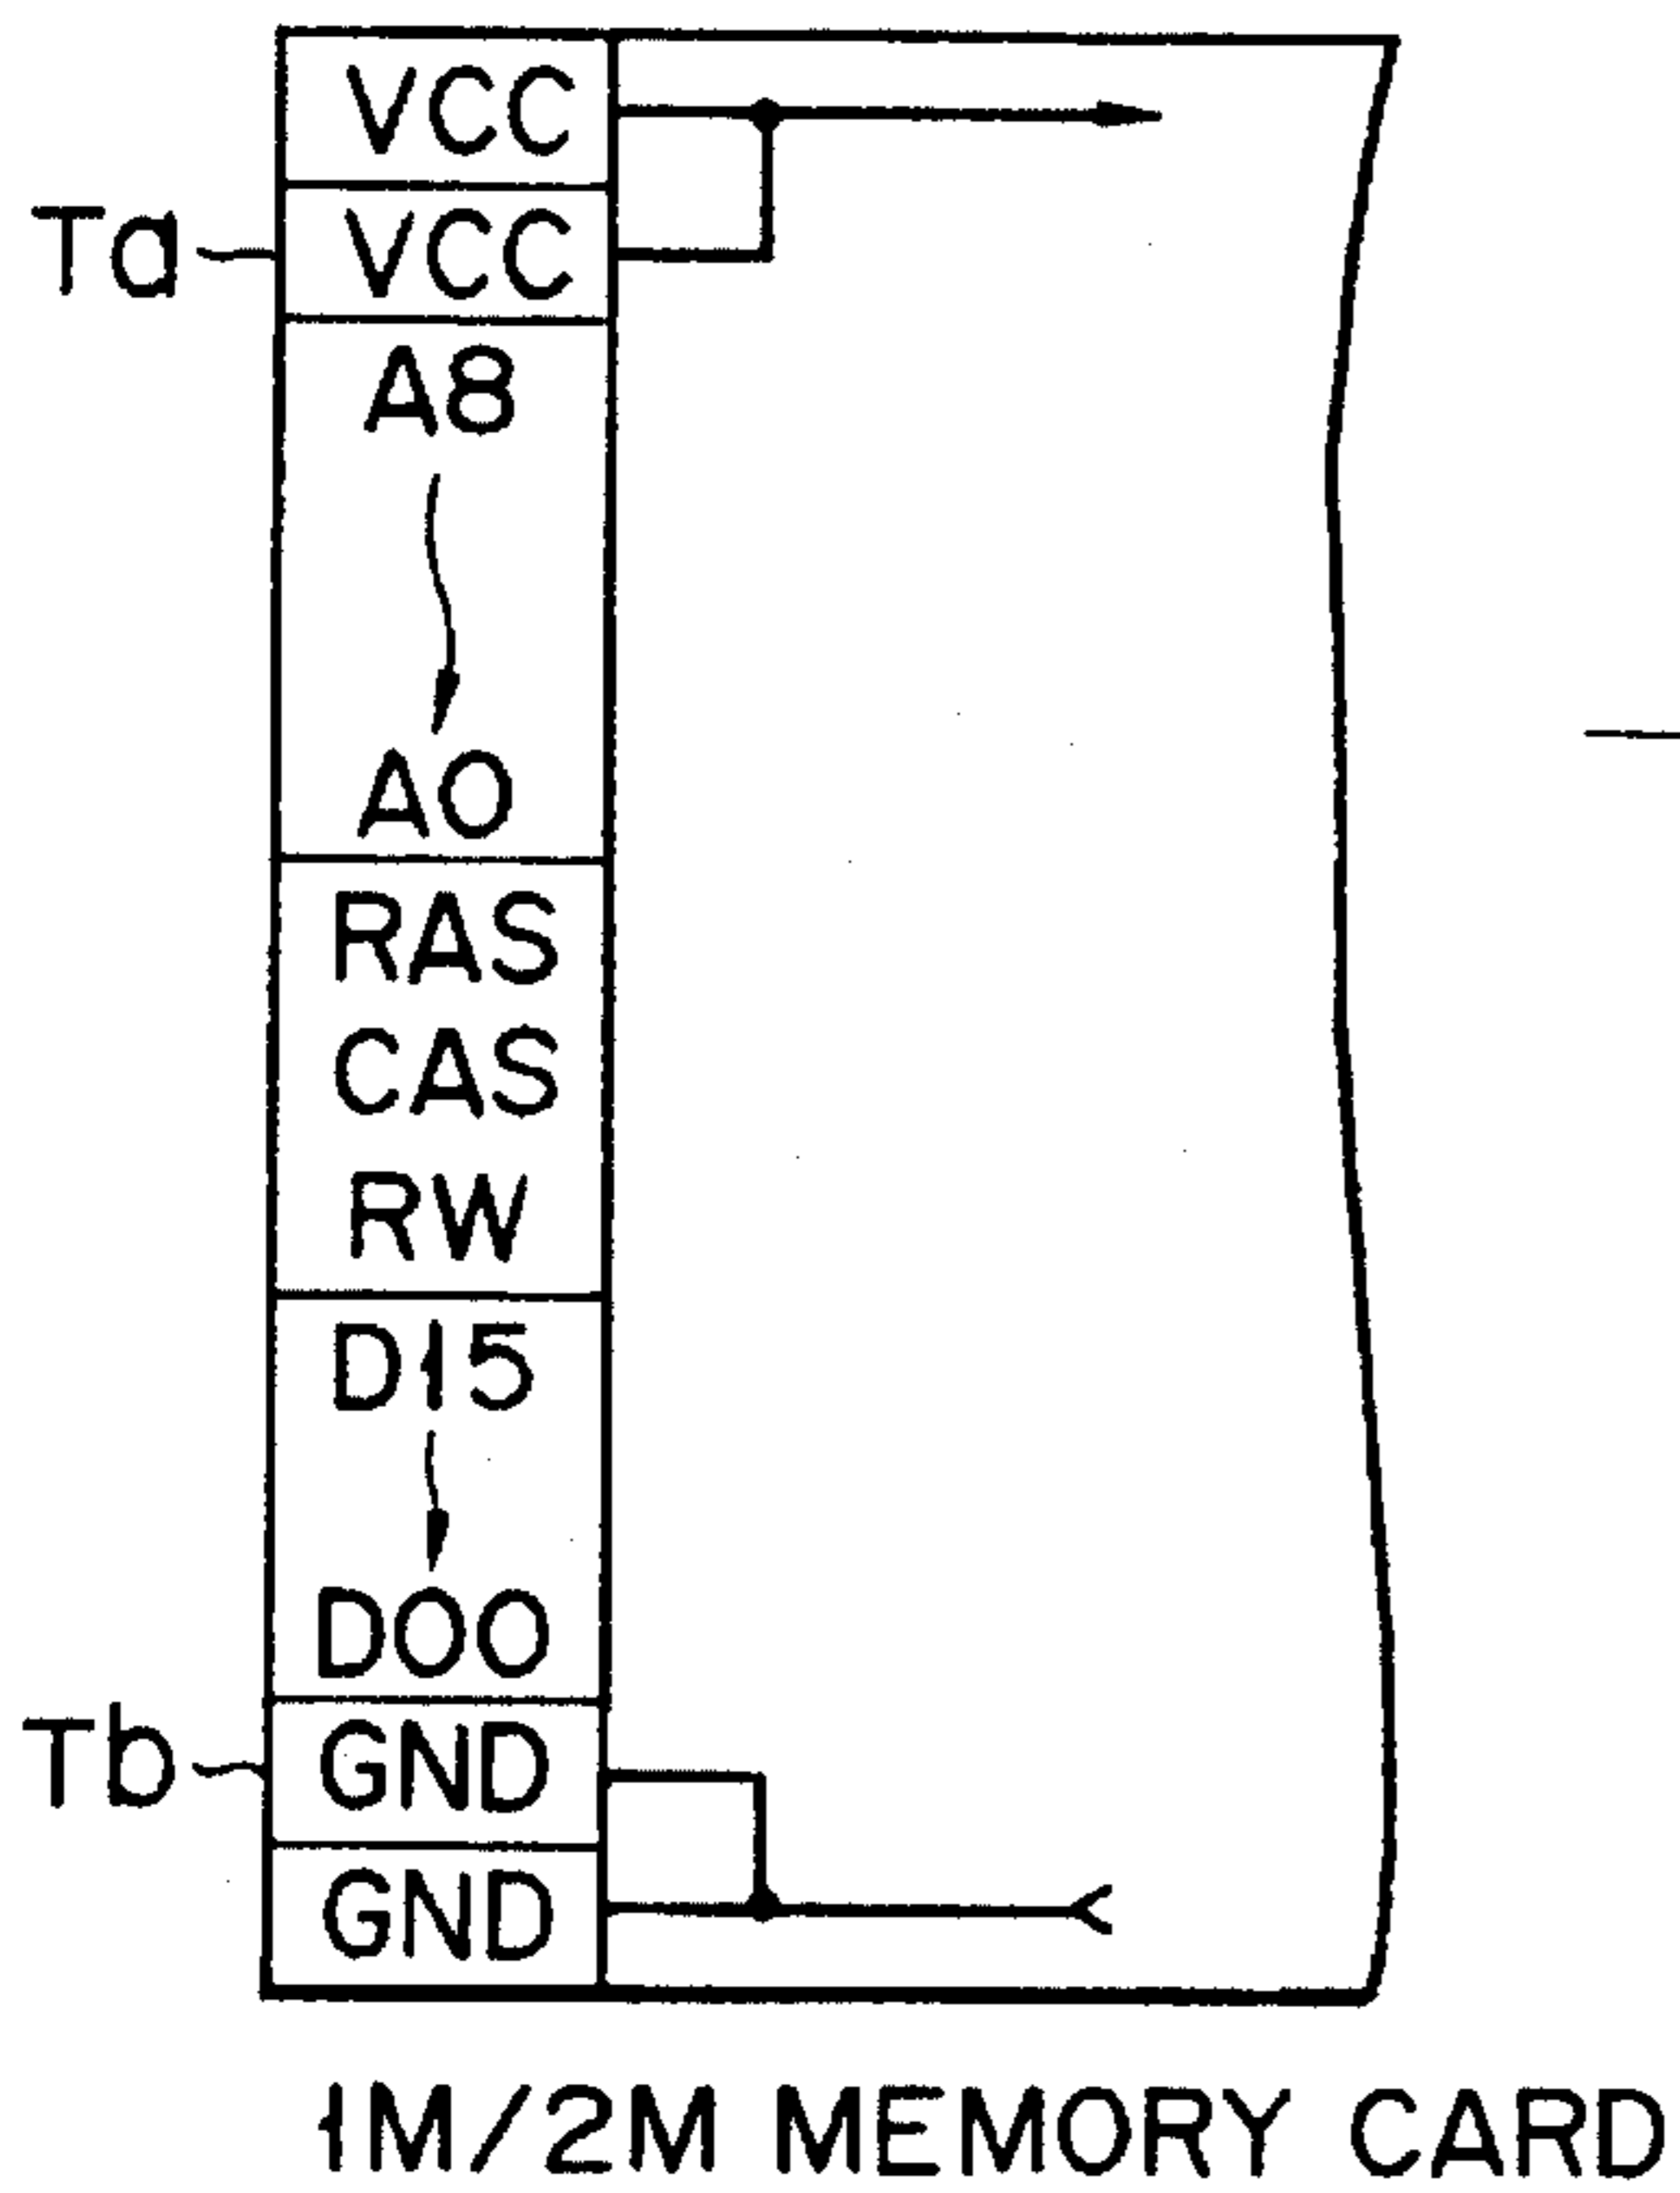 VCC
Ta VCC
A8
A0
RAS
CAS
RW
D15
D00
Tb GND
GND
1M/2M MEMORY CARD